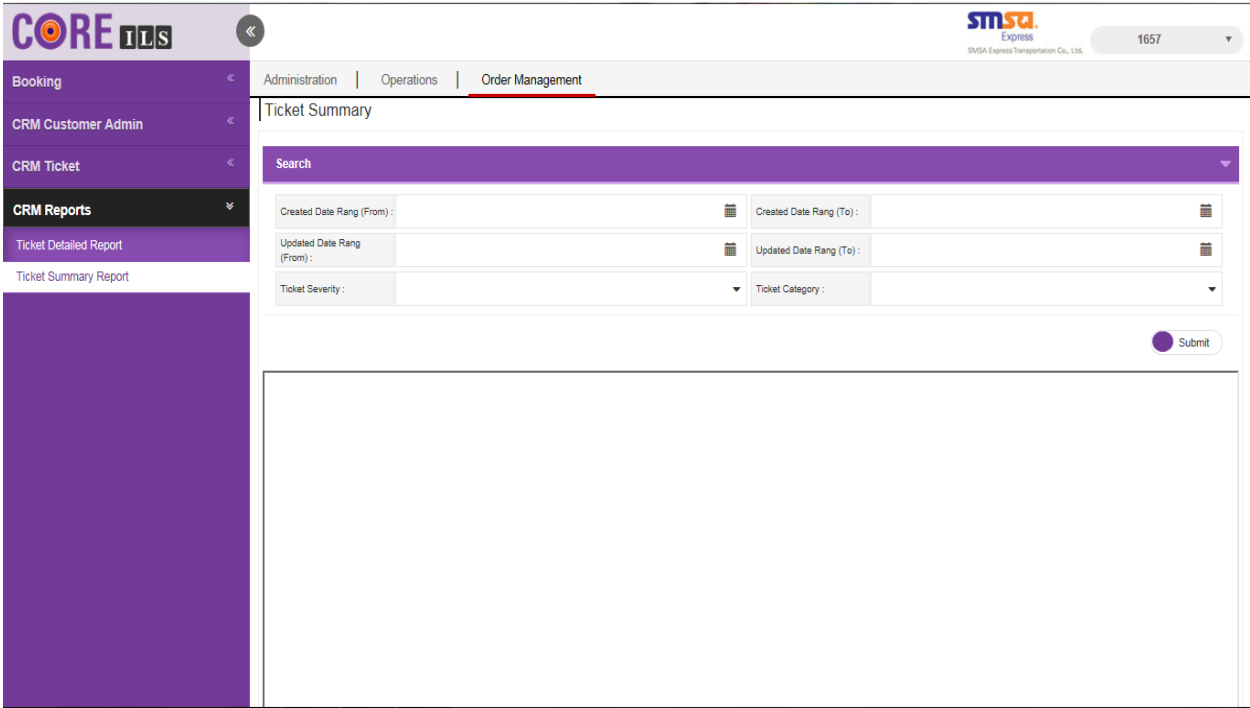 CORE ILS
smsa
Express
SMSA Express Transportation Co., Ltd.
1657
Booking
CRM Customer Admin
CRM Ticket
CRM Reports
Ticket Detailed Report
Ticket Summary Report
Administration | Operations | Order Management
Ticket Summary
Search
Created Date Rang (From) :
Created Date Rang (To) :
Updated Date Rang
(From) :
Updated Date Rang (To) :
Ticket Severity :
Ticket Category :
Submit